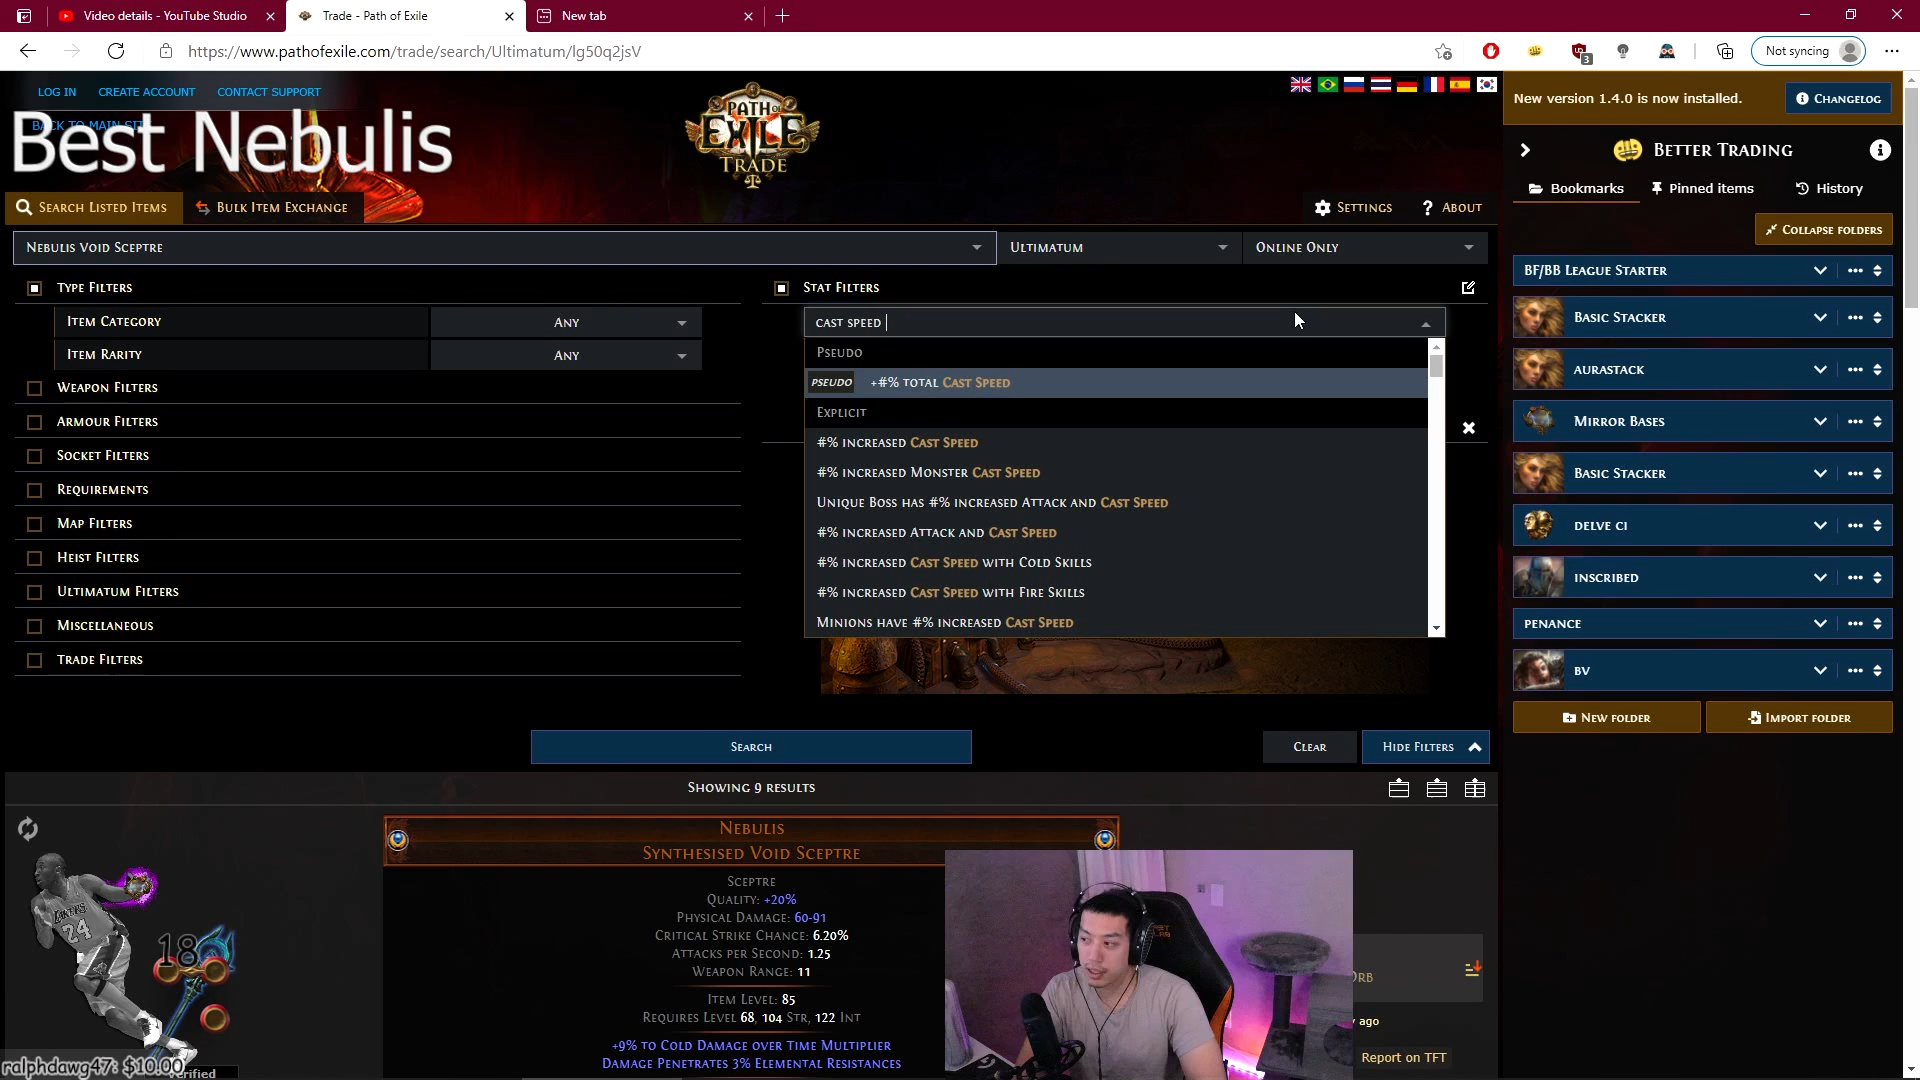 Video details - YouTube Studio
Trade - Path of Exile
New tab
https://www.pathofexile.com/trade/search/Ultimatum/lg50q2jsV
3
Not syncing
LOG IN
CREATE ACCOUNT
CONTACT SUPPORT
BACK TO MAIN SIT
Best Nebulis
PATH OF
EXILE
TRADE
New version 1.4.0 is now installed.
CHANGELOG
BETTER TRADING
Bookmarks
Pinned items
History
COLLAPSE FOLDERS
SEARCH LISTED ITEMS
BULK ITEM EXCHANGE
SETTINGS
? ABOUT
NEBULIS VOID SCEPTRE
ULTIMATUM
ONLINE ONLY
TYPE FILTERS
ITEM CATEGORY
ANY
ITEM RARITY
ANY
WEAPON FILTERS
ARMOUR FILTERS
SOCKET FILTERS
REQUIREMENTS
MAP FILTERS
HEIST FILTERS
ULTIMATUM FILTERS
MISCELLANEOUS
TRADE FILTERS
STAT FILTERS
CAST SPEED
PSEUDO
PSEUDO +#% TOTAL CAST SPEED
EXPLICIT
#% INCREASED CAST SPEED
#% INCREASED MONSTER CAST SPEED
UNIQUE BOSS HAS #% INCREASED ATTACK AND CAST SPEED
#% INCREASED ATTACK AND CAST SPEED
#% INCREASED CAST SPEED WITH COLD SKILLS
#% INCREASED CAST SPEED WITH FIRE SKILLS
MINIONS HAVE #% INCREASED CAST SPEED
BF/BB LEAGUE STARTER
BASIC STACKER
AURASTACK
MIRROR BASES
BASIC STACKER
DELVE CI
INSCRIBED
PENANCE
BV
NEW FOLDER
IMPORT FOLDER
SEARCH
CLEAR
HIDE FILTERS
SHOWING 9 RESULTS
NEBULIS
SYNTHESISED VOID SCEPTRE
SCEPTRE
QUALITY: +20%
PHYSICAL DAMAGE: 60-91
CRITICAL STRIKE CHANCE: 6.20%
ATTACKS PER SECOND: 1.25
WEAPON RANGE: 11
ITEM LEVEL: 85
REQUIRES LEVEL 68, 104 STR, 122 INT
+9% TO COLD DAMAGE OVER TIME MULTIPLIER
DAMAGE PENETRATES 3% ELEMENTAL RESISTANCES
LAKERS
24
18
ralphdawg47: $10.00
erified
ORB
ago
Report on TFT